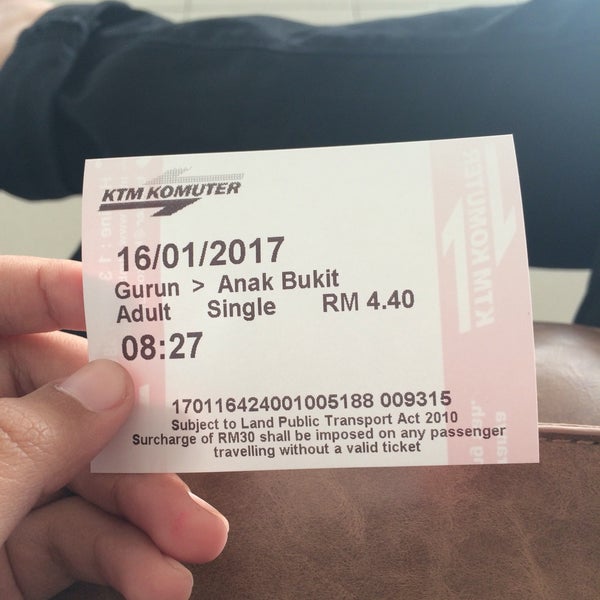 KTM KOMUTER
16/01/2017
Gurun > Anak Bukit
Adult Single RM 4.40
08:27
170116424001005188 009315
Subject to Land Public Transport Act 2010
Surcharge of RM30 shall be imposed on any passenger
travelling without a valid ticket
KTM KOMUTER